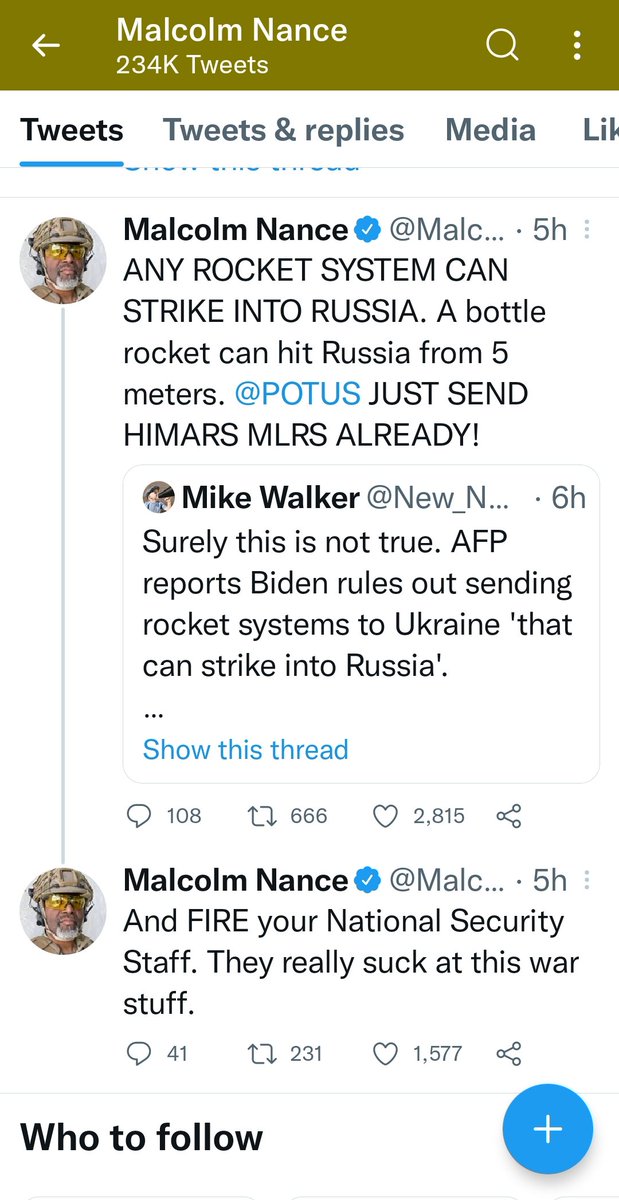 Malcolm Nance
234K Tweets
Tweets Tweets & replies Media Lik
Show this thread
Malcolm Nance @Malc... · 5h
ANY ROCKET SYSTEM CAN
STRIKE INTO RUSSIA. A bottle
rocket can hit Russia from 5
meters. @POTUS JUST SEND
HIMARS MLRS ALREADY!
Mike Walker @New_N... · 6h
Surely this is not true. AFP
reports Biden rules out sending
rocket systems to Ukraine 'that
can strike into Russia'.
...
Show this thread
108 666 2,815
Malcolm Nance @Malc... · 5h
And FIRE your National Security
Staff. They really suck at this war
stuff.
41 231 1,577
Who to follow